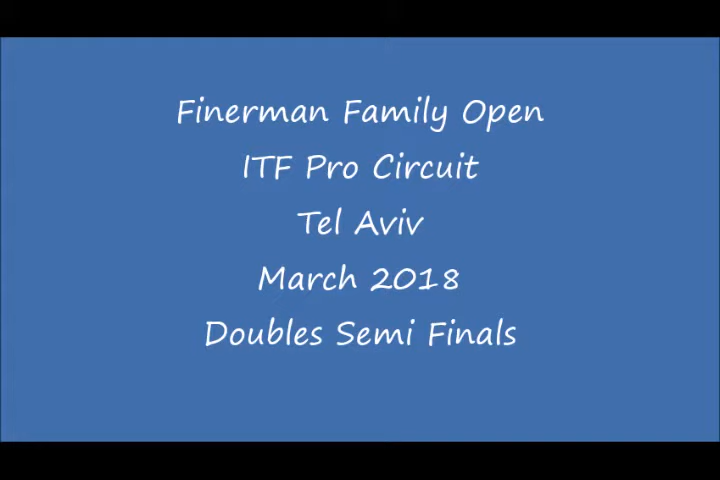 Finerman Family Open
ITF Pro Circuit
Tel Aviv
March 2018
Doubles Semi Finals